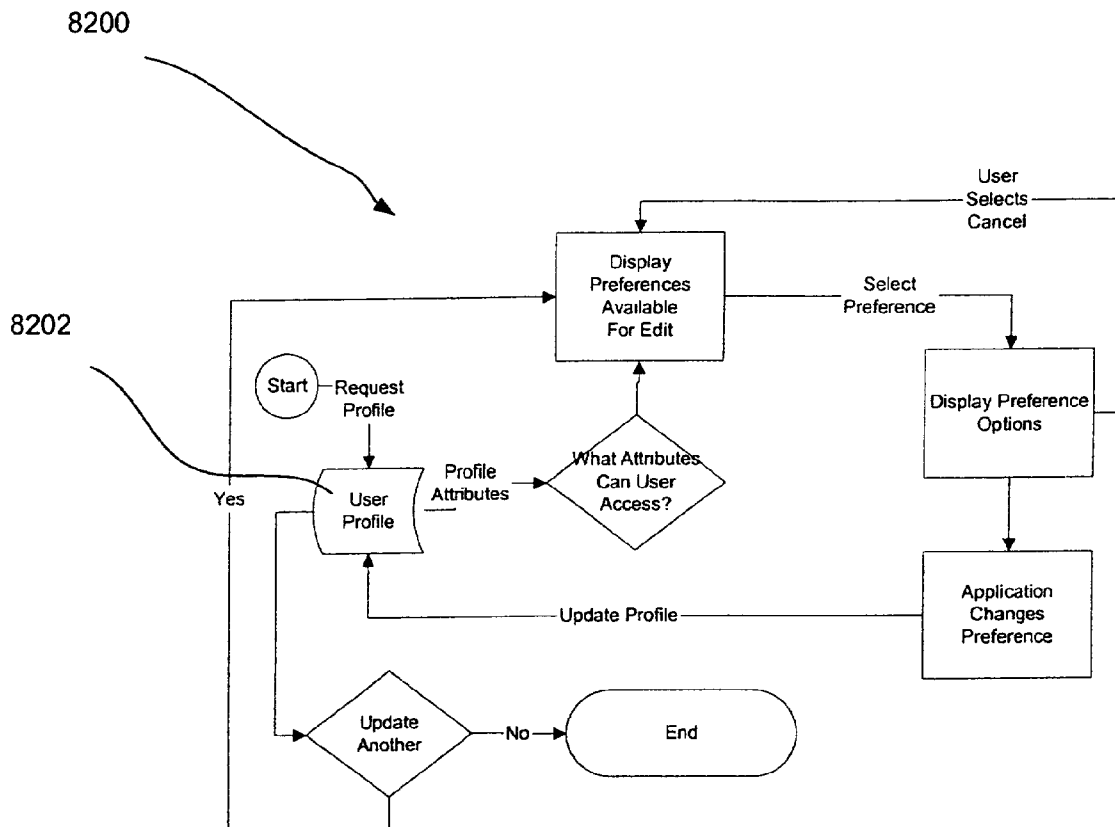 8200
User
Selects
Cancel
Display
Preferences
Available
For Edit
Select
Preference
8202
Start
Request
Profile
Display Preference
Options
What Attributes
Can User
Access?
Profile
Attributes
User
Profile
Yes
Application
Changes
Preference
Update Profile
Update
Another
No
End